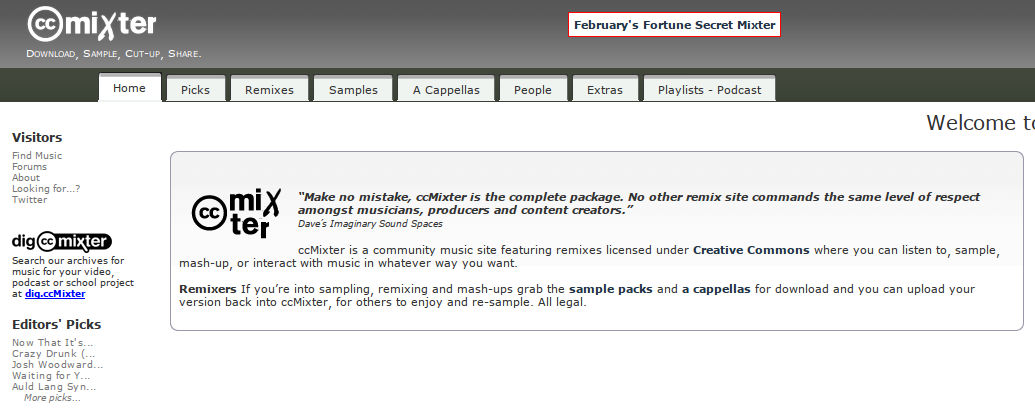 cc mixter
February's Fortune Secret Mixter
Download, Sample, Cut-up, Share.
Home Picks Remixes Samples A Cappellas People Extras Playlists - Podcast
Welcome to
Visitors
Find Music
Forums
About
Looking for...?
Twitter
dig cc mixter
Search our archives for
music for your video,
podcast or school project
at dig.ccMixter
Editors' Picks
Now That It's...
Crazy Drunk (...
Josh Woodward...
Waiting for Y...
Auld Lang Syn...
More picks...
cc mix
ter
“Make no mistake, ccMixter is the complete package. No other remix site commands the same level of respect
amongst musicians, producers and content creators.”
Dave's Imaginary Sound Spaces
ccMixter is a community music site featuring remixes licensed under Creative Commons where you can listen to, sample,
mash-up, or interact with music in whatever way you want.
Remixers If you’re into sampling, remixing and mash-ups grab the sample packs and a cappellas for download and you can upload your
version back into ccMixter, for others to enjoy and re-sample. All legal.